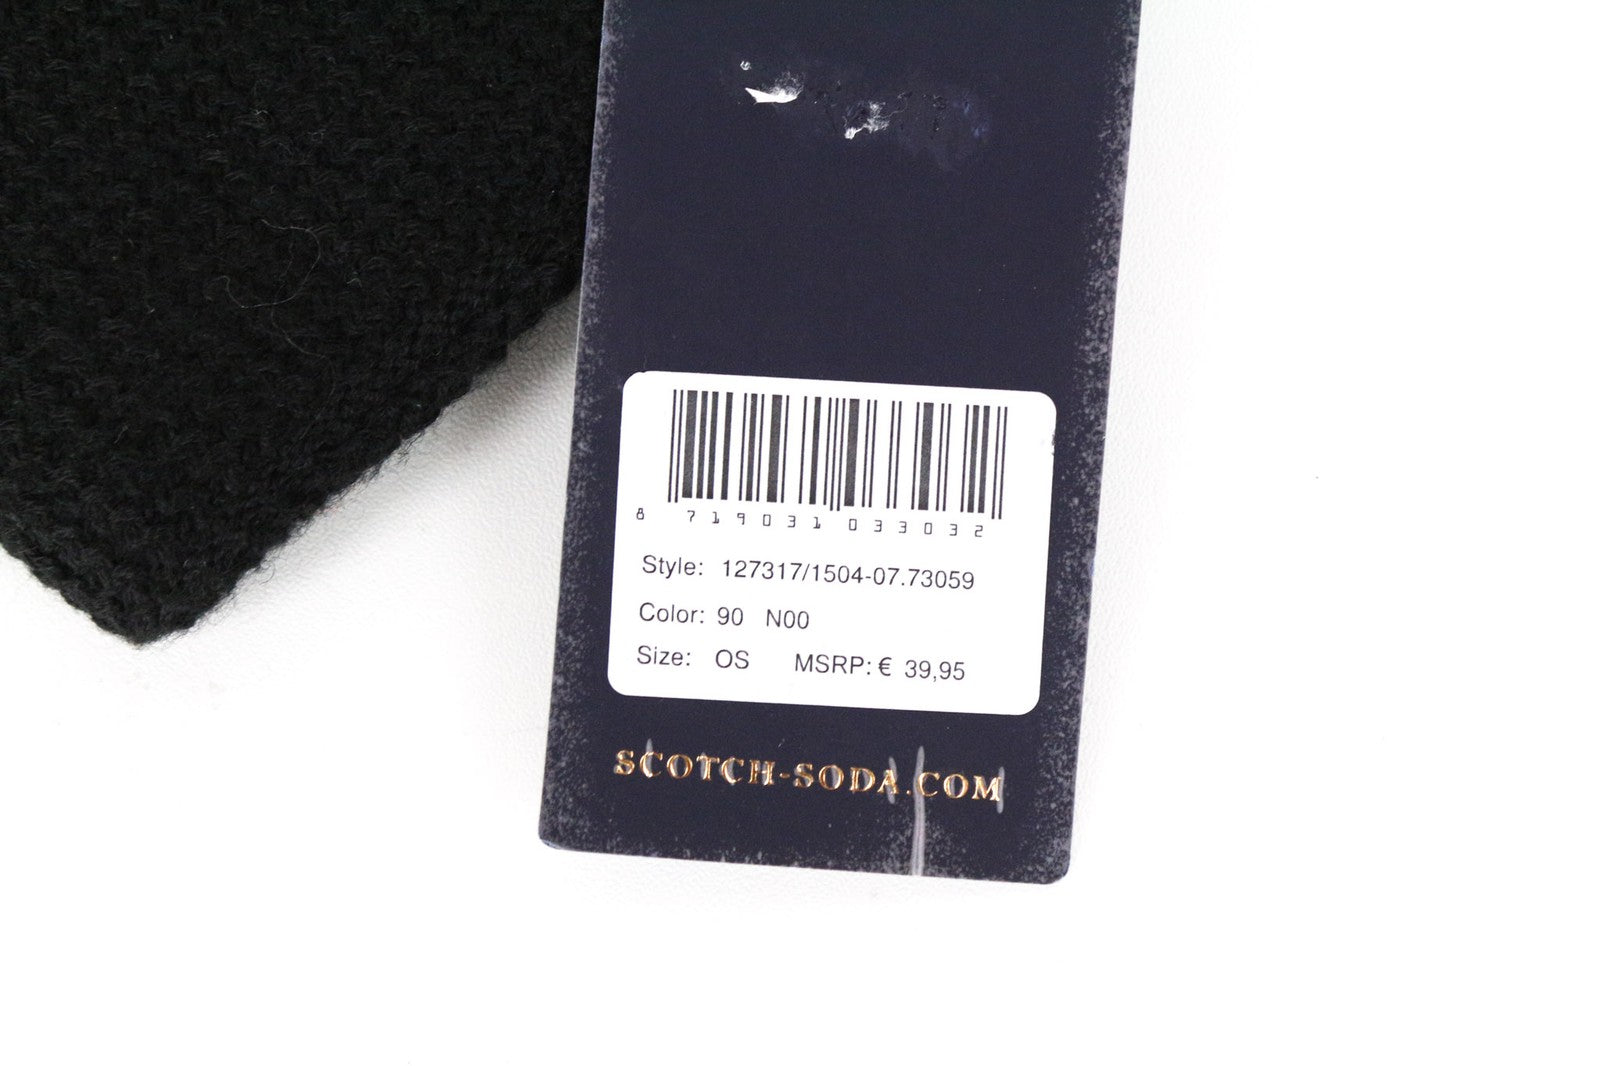 8 719031 033032
Style: 127317/1504-07.73059
Color: 90 N00
Size: OS MSRP: € 39,95
SCOTCH-SODA.COM